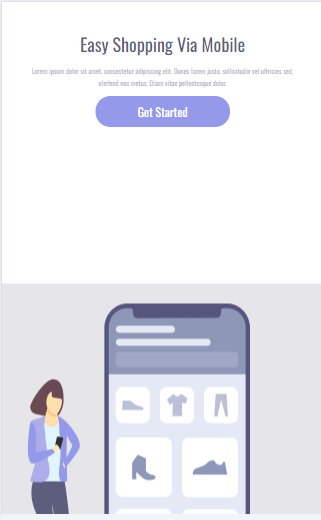 Easy Shopping Via Mobile
Lorem ipsum dolor sit amet, consectetur adipiscing elit. Donec lorem justo, sollicitudin vel ultricies sed,
eleifend nec metus. Etiam vitae pellentesque dolor.
Get Started